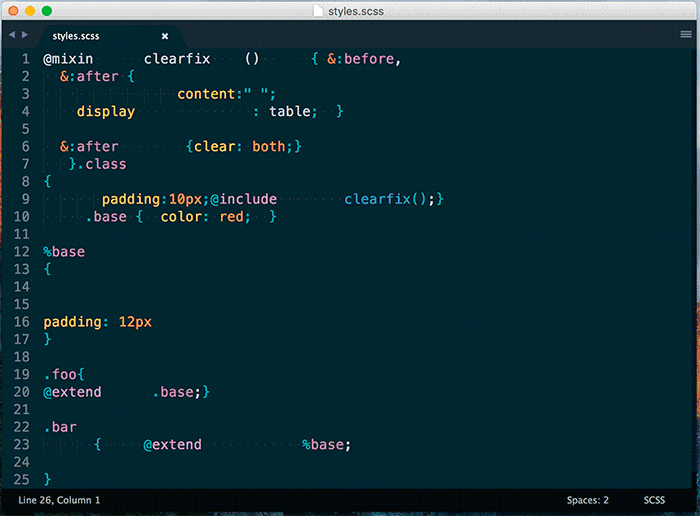 styles.scss
styles.scss
1 @mixin clearfix () { &:before,
2 &:after {
3 content:" ";
4 display : table; }
5
6 &:after {clear: both;}
7 }.class
8 {
9 padding:10px;@include clearfix();}
10 .base { color: red; }
11
12 %base
13 {
14
15
16 padding: 12px
17 }
18
19 .foo{
20 @extend .base;}
21
22 .bar
23 { @extend %base;
24
25 }
Line 26, Column 1 Spaces: 2 SCSS